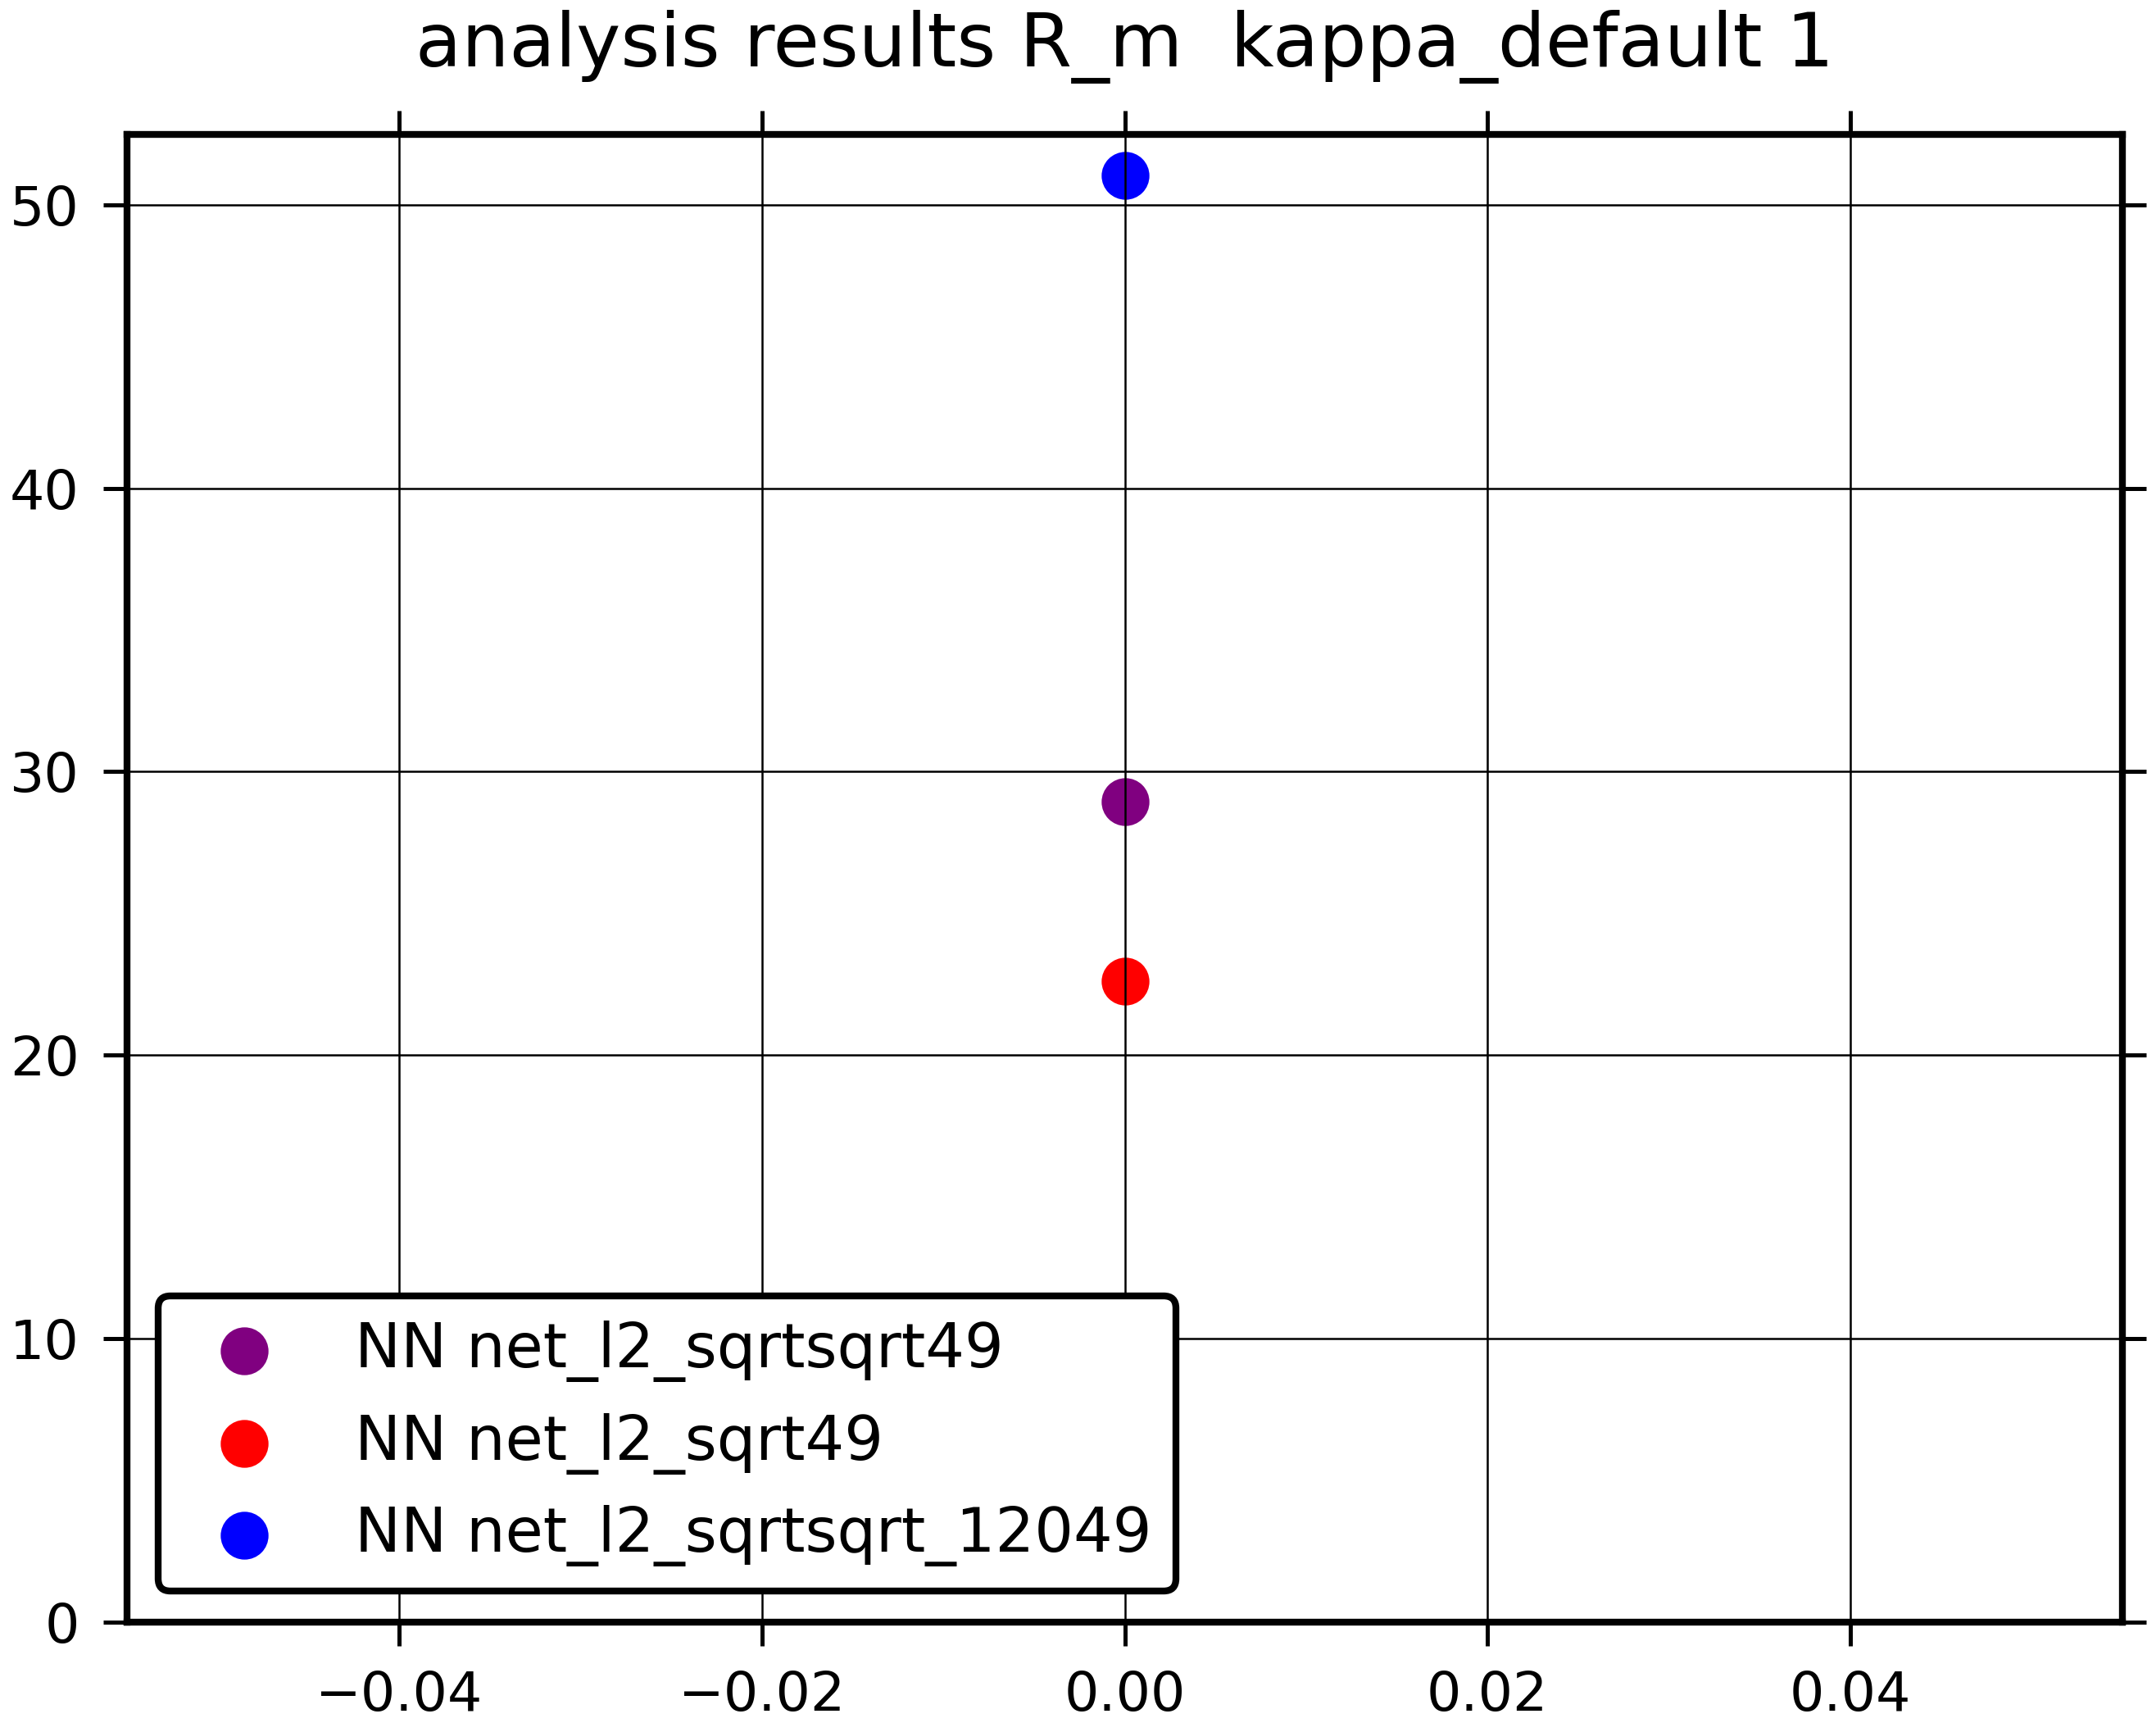 analysis results R_m  kappa_default 1
50
40
30
20
10
0
NN net_l2_sqrtsqrt49
NN net_l2_sqrt49
NN net_l2_sqrtsqrt_12049
−0.04 −0.02 0.00 0.02 0.04